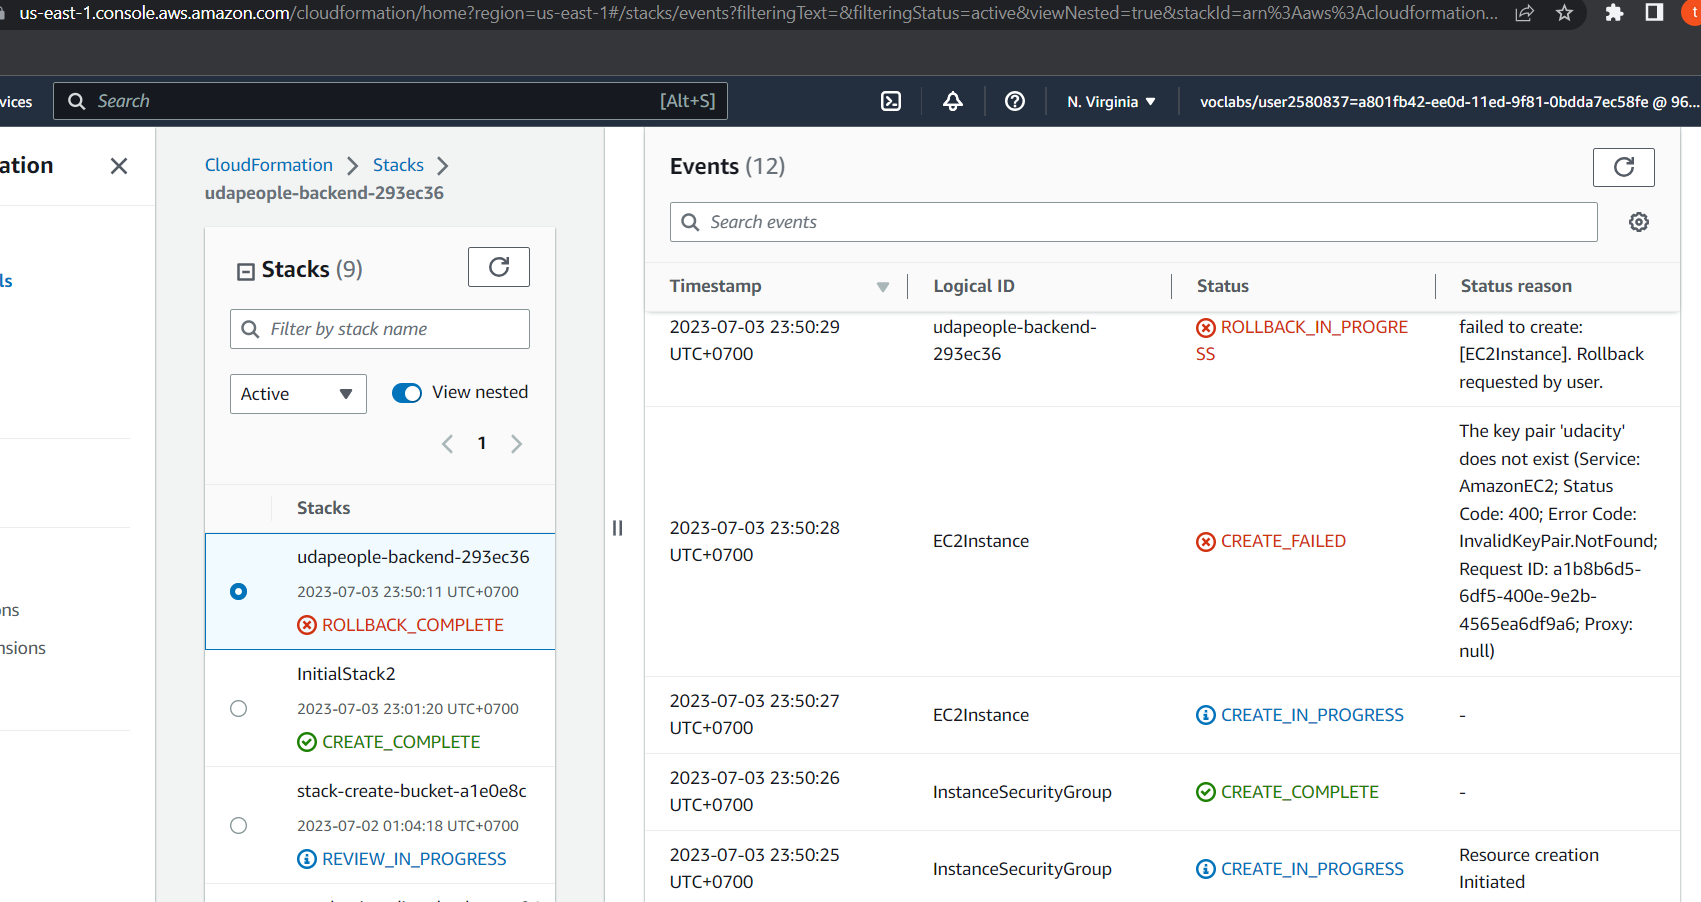 us-east-1.console.aws.amazon.com/cloudformation/home?region=us-east-1#/stacks/events?filteringText=&filteringStatus=active&viewNested=true&stackId=arn%3Aaws%3Acloudformation...
t
vices
Search
[Alt+S]
N. Virginia
voclabs/user2580837=a801fb42-ee0d-11ed-9f81-0bdda7ec58fe @ 96...
ation
ls
ons
nsions
CloudFormation
Stacks
udapeople-backend-293ec36
Stacks (9)
Filter by stack name
Active
View nested
1
Stacks
udapeople-backend-293ec36
2023-07-03 23:50:11 UTC+0700
ROLLBACK_COMPLETE
InitialStack2
2023-07-03 23:01:20 UTC+0700
CREATE_COMPLETE
stack-create-bucket-a1e0e8c
2023-07-02 01:04:18 UTC+0700
REVIEW_IN_PROGRESS
Events (12)
Search events
Timestamp
Logical ID
Status
Status reason
2023-07-03 23:50:29
UTC+0700
udapeople-backend-
293ec36
ROLLBACK_IN_PROGRE
SS
failed to create:
[EC2Instance]. Rollback
requested by user.
2023-07-03 23:50:28
UTC+0700
EC2Instance
CREATE_FAILED
The key pair 'udacity'
does not exist (Service:
AmazonEC2; Status
Code: 400; Error Code:
InvalidKeyPair.NotFound;
Request ID: a1b8b6d5-
6df5-400e-9e2b-
4565ea6df9a6; Proxy:
null)
2023-07-03 23:50:27
UTC+0700
EC2Instance
CREATE_IN_PROGRESS
-
2023-07-03 23:50:26
UTC+0700
InstanceSecurityGroup
CREATE_COMPLETE
-
2023-07-03 23:50:25
UTC+0700
InstanceSecurityGroup
CREATE_IN_PROGRESS
Resource creation
Initiated